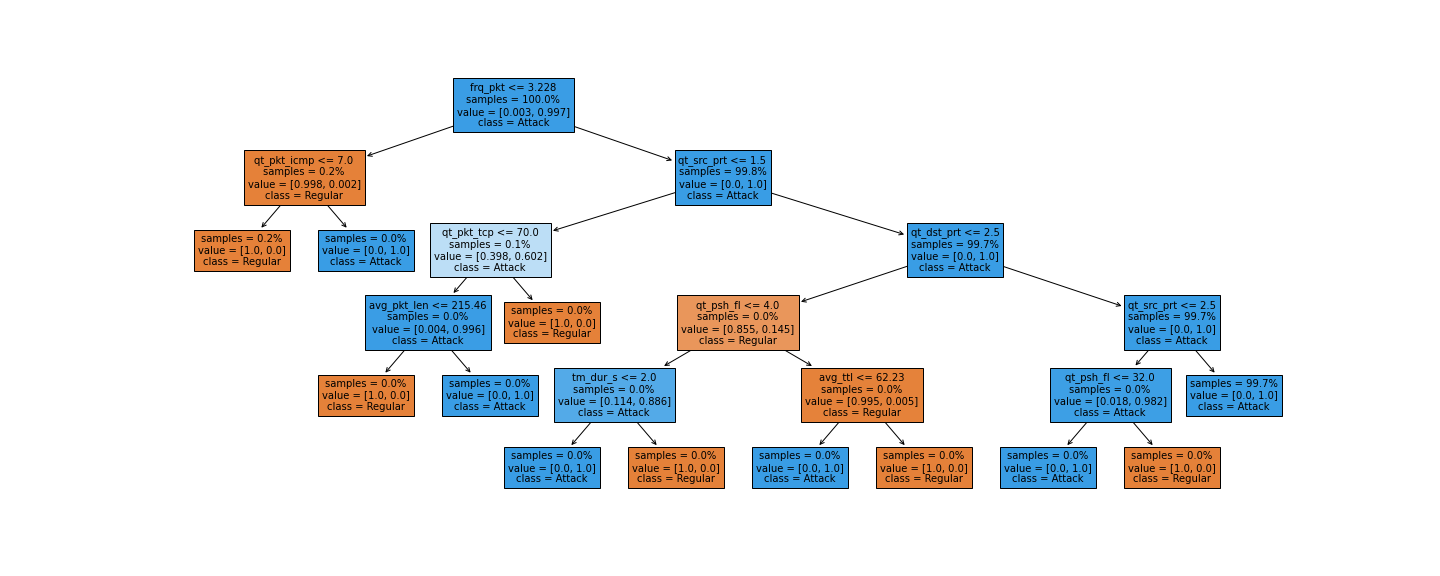 frq_pkt <= 3.228
samples = 100.0%
value = [0.003, 0.997]
class = Attack
qt_pkt_icmp <= 7.0
samples = 0.2%
value = [0.998, 0.002]
class = Regular
qt_src_prt <= 1.5
samples = 99.8%
value = [0.0, 1.0]
class = Attack
samples = 0.2%
value = [1.0, 0.0]
class = Regular
samples = 0.0%
value = [0.0, 1.0]
class = Attack
qt_pkt_tcp <= 70.0
samples = 0.1%
value = [0.398, 0.602]
class = Attack
qt_dst_prt <= 2.5
samples = 99.7%
value = [0.0, 1.0]
class = Attack
avg_pkt_len <= 215.46
samples = 0.0%
value = [0.004, 0.996]
class = Attack
samples = 0.0%
value = [1.0, 0.0]
class = Regular
qt_psh_fl <= 4.0
samples = 0.0%
value = [0.855, 0.145]
class = Regular
qt_src_prt <= 2.5
samples = 99.7%
value = [0.0, 1.0]
class = Attack
samples = 0.0%
value = [1.0, 0.0]
class = Regular
samples = 0.0%
value = [0.0, 1.0]
class = Attack
tm_dur_s <= 2.0
samples = 0.0%
value = [0.114, 0.886]
class = Attack
avg_ttl <= 62.23
samples = 0.0%
value = [0.995, 0.005]
class = Regular
qt_psh_fl <= 32.0
samples = 0.0%
value = [0.018, 0.982]
class = Attack
samples = 99.7%
value = [0.0, 1.0]
class = Attack
samples = 0.0%
value = [0.0, 1.0]
class = Attack
samples = 0.0%
value = [1.0, 0.0]
class = Regular
samples = 0.0%
value = [0.0, 1.0]
class = Attack
samples = 0.0%
value = [1.0, 0.0]
class = Regular
samples = 0.0%
value = [0.0, 1.0]
class = Attack
samples = 0.0%
value = [1.0, 0.0]
class = Regular